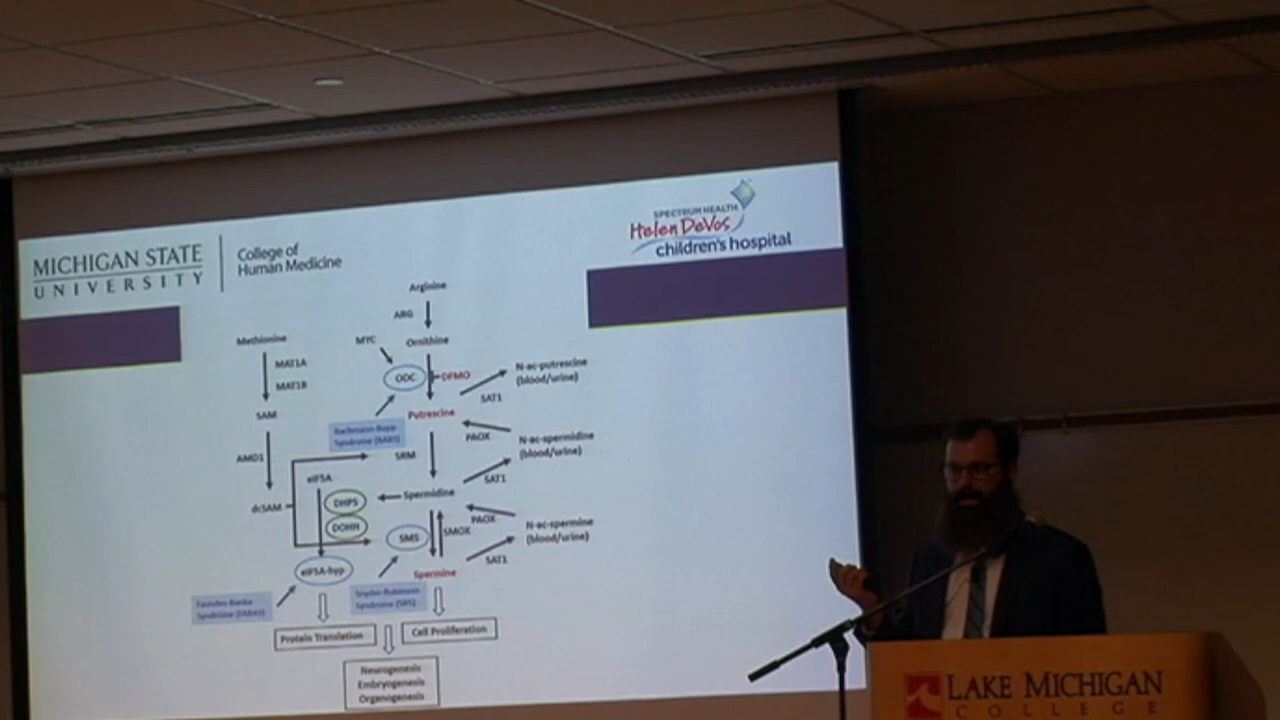 MICHIGAN STATE
UNIVERSITY
College of
Human Medicine
SPECTRUM HEALTH
Helen DeVos
children's hospital
Arginine
ARG
Methionine
MYC
Ornithine
MAT1A
MAT1B
ODC
DFMO
N-ac-putrescine
(blood/urine)
SAT1
SAM
Putrescine
Bachmann-Bupp
Syndrome (BABS)
PAOX
N-ac-spermidine
(blood/urine)
AMD1
SRM
SAT1
eIF5A
dcSAM
DHPS
Spermidine
DOHH
PAOX
SMS
SMOX
N-ac-spermine
(blood/urine)
SAT1
eIF5A-hyp
Spermine
Faundes-Banka
Syndrome (FABAS)
Snyder-Robinson
Syndrome (SRS)
Protein Translation
Cell Proliferation
Neurogenesis
Embryogenesis
Organogenesis
LAKE MICHIGAN
COLLEGE